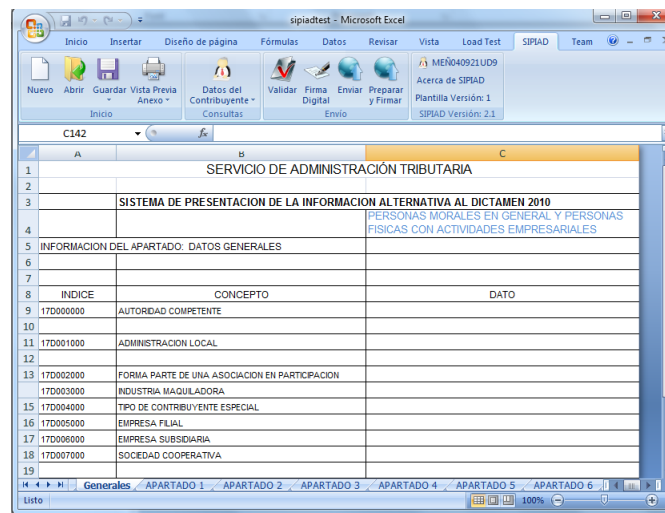 sipiadtest - Microsoft Excel
Inicio Insertar Diseño de página Fórmulas Datos Revisar Vista Load Test SIPIAD Team
Nuevo Abrir Guardar Vista Previa Anexo Datos del Contribuyente Validar Firma Digital Enviar Preparar y Firmar
MEÑ040921UD9
Acerca de SIPIAD
Plantilla Versión: 1
Inicio Consultas Envío SIPIAD Versión: 2.1
C142 fx
A B C
1 SERVICIO DE ADMINISTRACIÓN TRIBUTARIA
2
3 SISTEMA DE PRESENTACION DE LA INFORMACION ALTERNATIVA AL DICTAMEN 2010
PERSONAS MORALES EN GENERAL Y PERSONAS
4 FISICAS CON ACTIVIDADES EMPRESARIALES
5 INFORMACION DEL APARTADO: DATOS GENERALES
6
7
8 INDICE CONCEPTO DATO
9 17D000000 AUTORIDAD COMPETENTE
10
11 17D001000 ADMINISTRACION LOCAL
12
13 17D002000 FORMA PARTE DE UNA ASOCIACION EN PARTICIPACION
17D003000 INDUSTRIA MAQUILADORA
15 17D004000 TIPO DE CONTRIBUYENTE ESPECIAL
16 17D005000 EMPRESA FILIAL
17 17D006000 EMPRESA SUBSIDIARIA
18 17D007000 SOCIEDAD COOPERATIVA
19
Generales APARTADO 1 APARTADO 2 APARTADO 3 APARTADO 4 APARTADO 5 APARTADO 6
Listo 100%